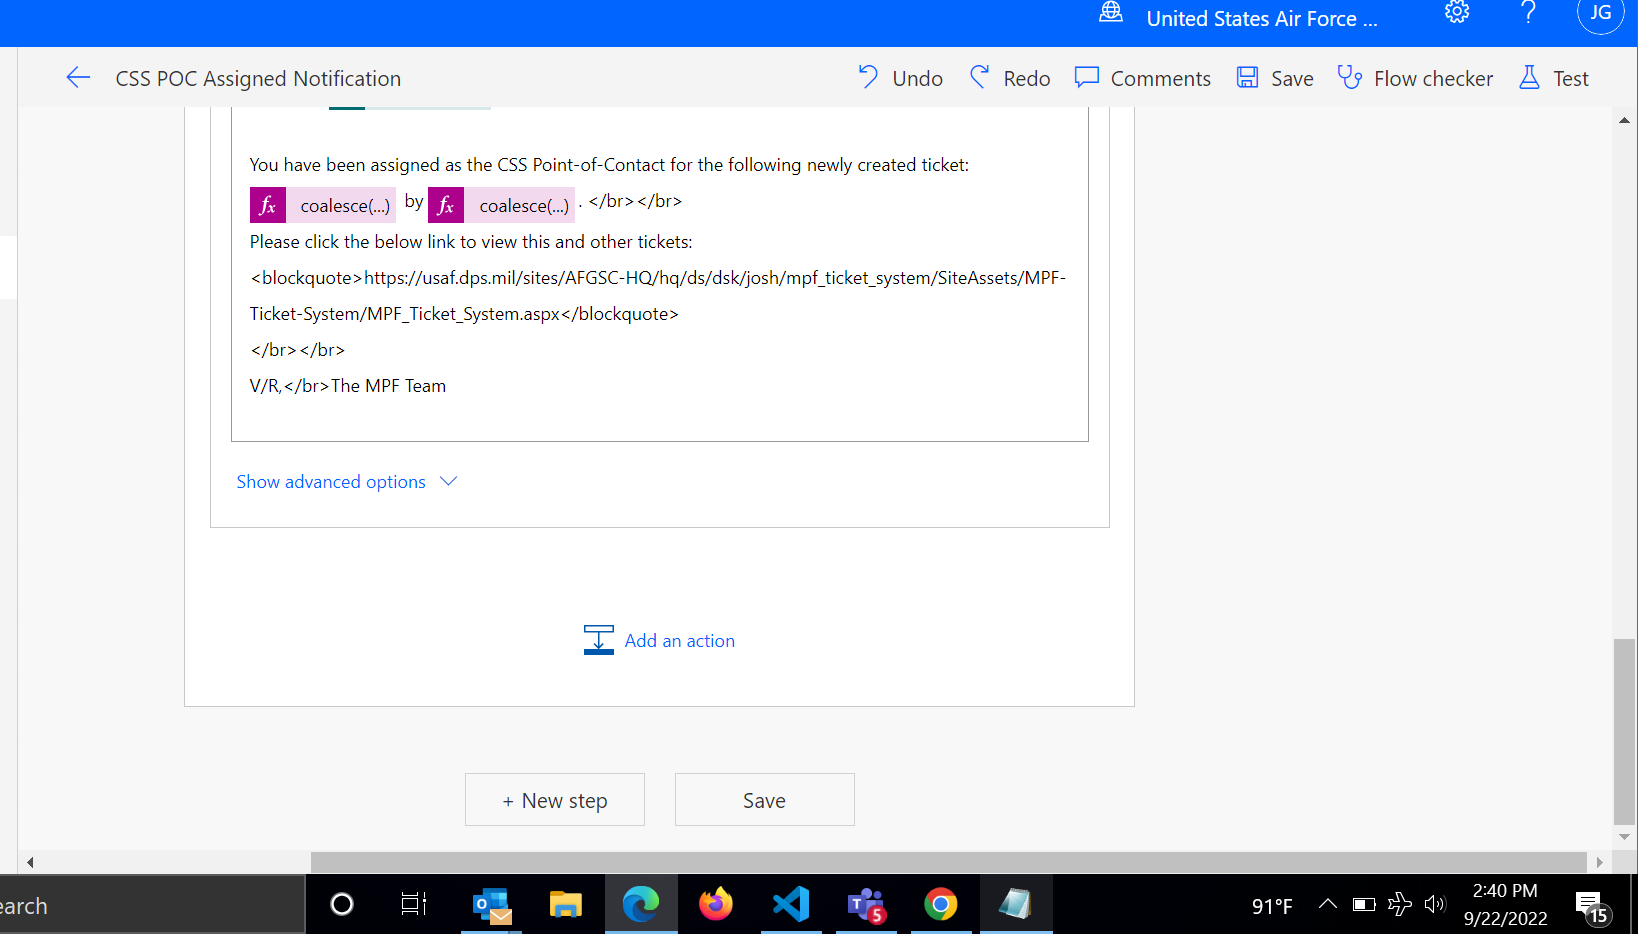 United States Air Force ...
JG
CSS POC Assigned Notification
Undo
Redo
Comments
Save
Flow checker
Test
You have been assigned as the CSS Point-of-Contact for the following newly created ticket:
fx coalesce(...) by fx coalesce(...) . </br></br>
Please click the below link to view this and other tickets:
<blockquote>https://usaf.dps.mil/sites/AFGSC-HQ/hq/ds/dsk/josh/mpf_ticket_system/SiteAssets/MPF-
Ticket-System/MPF_Ticket_System.aspx</blockquote>
</br></br>
V/R,</br>The MPF Team
Show advanced options
Add an action
+ New step
Save
earch
5
91°F
2:40 PM
9/22/2022
15